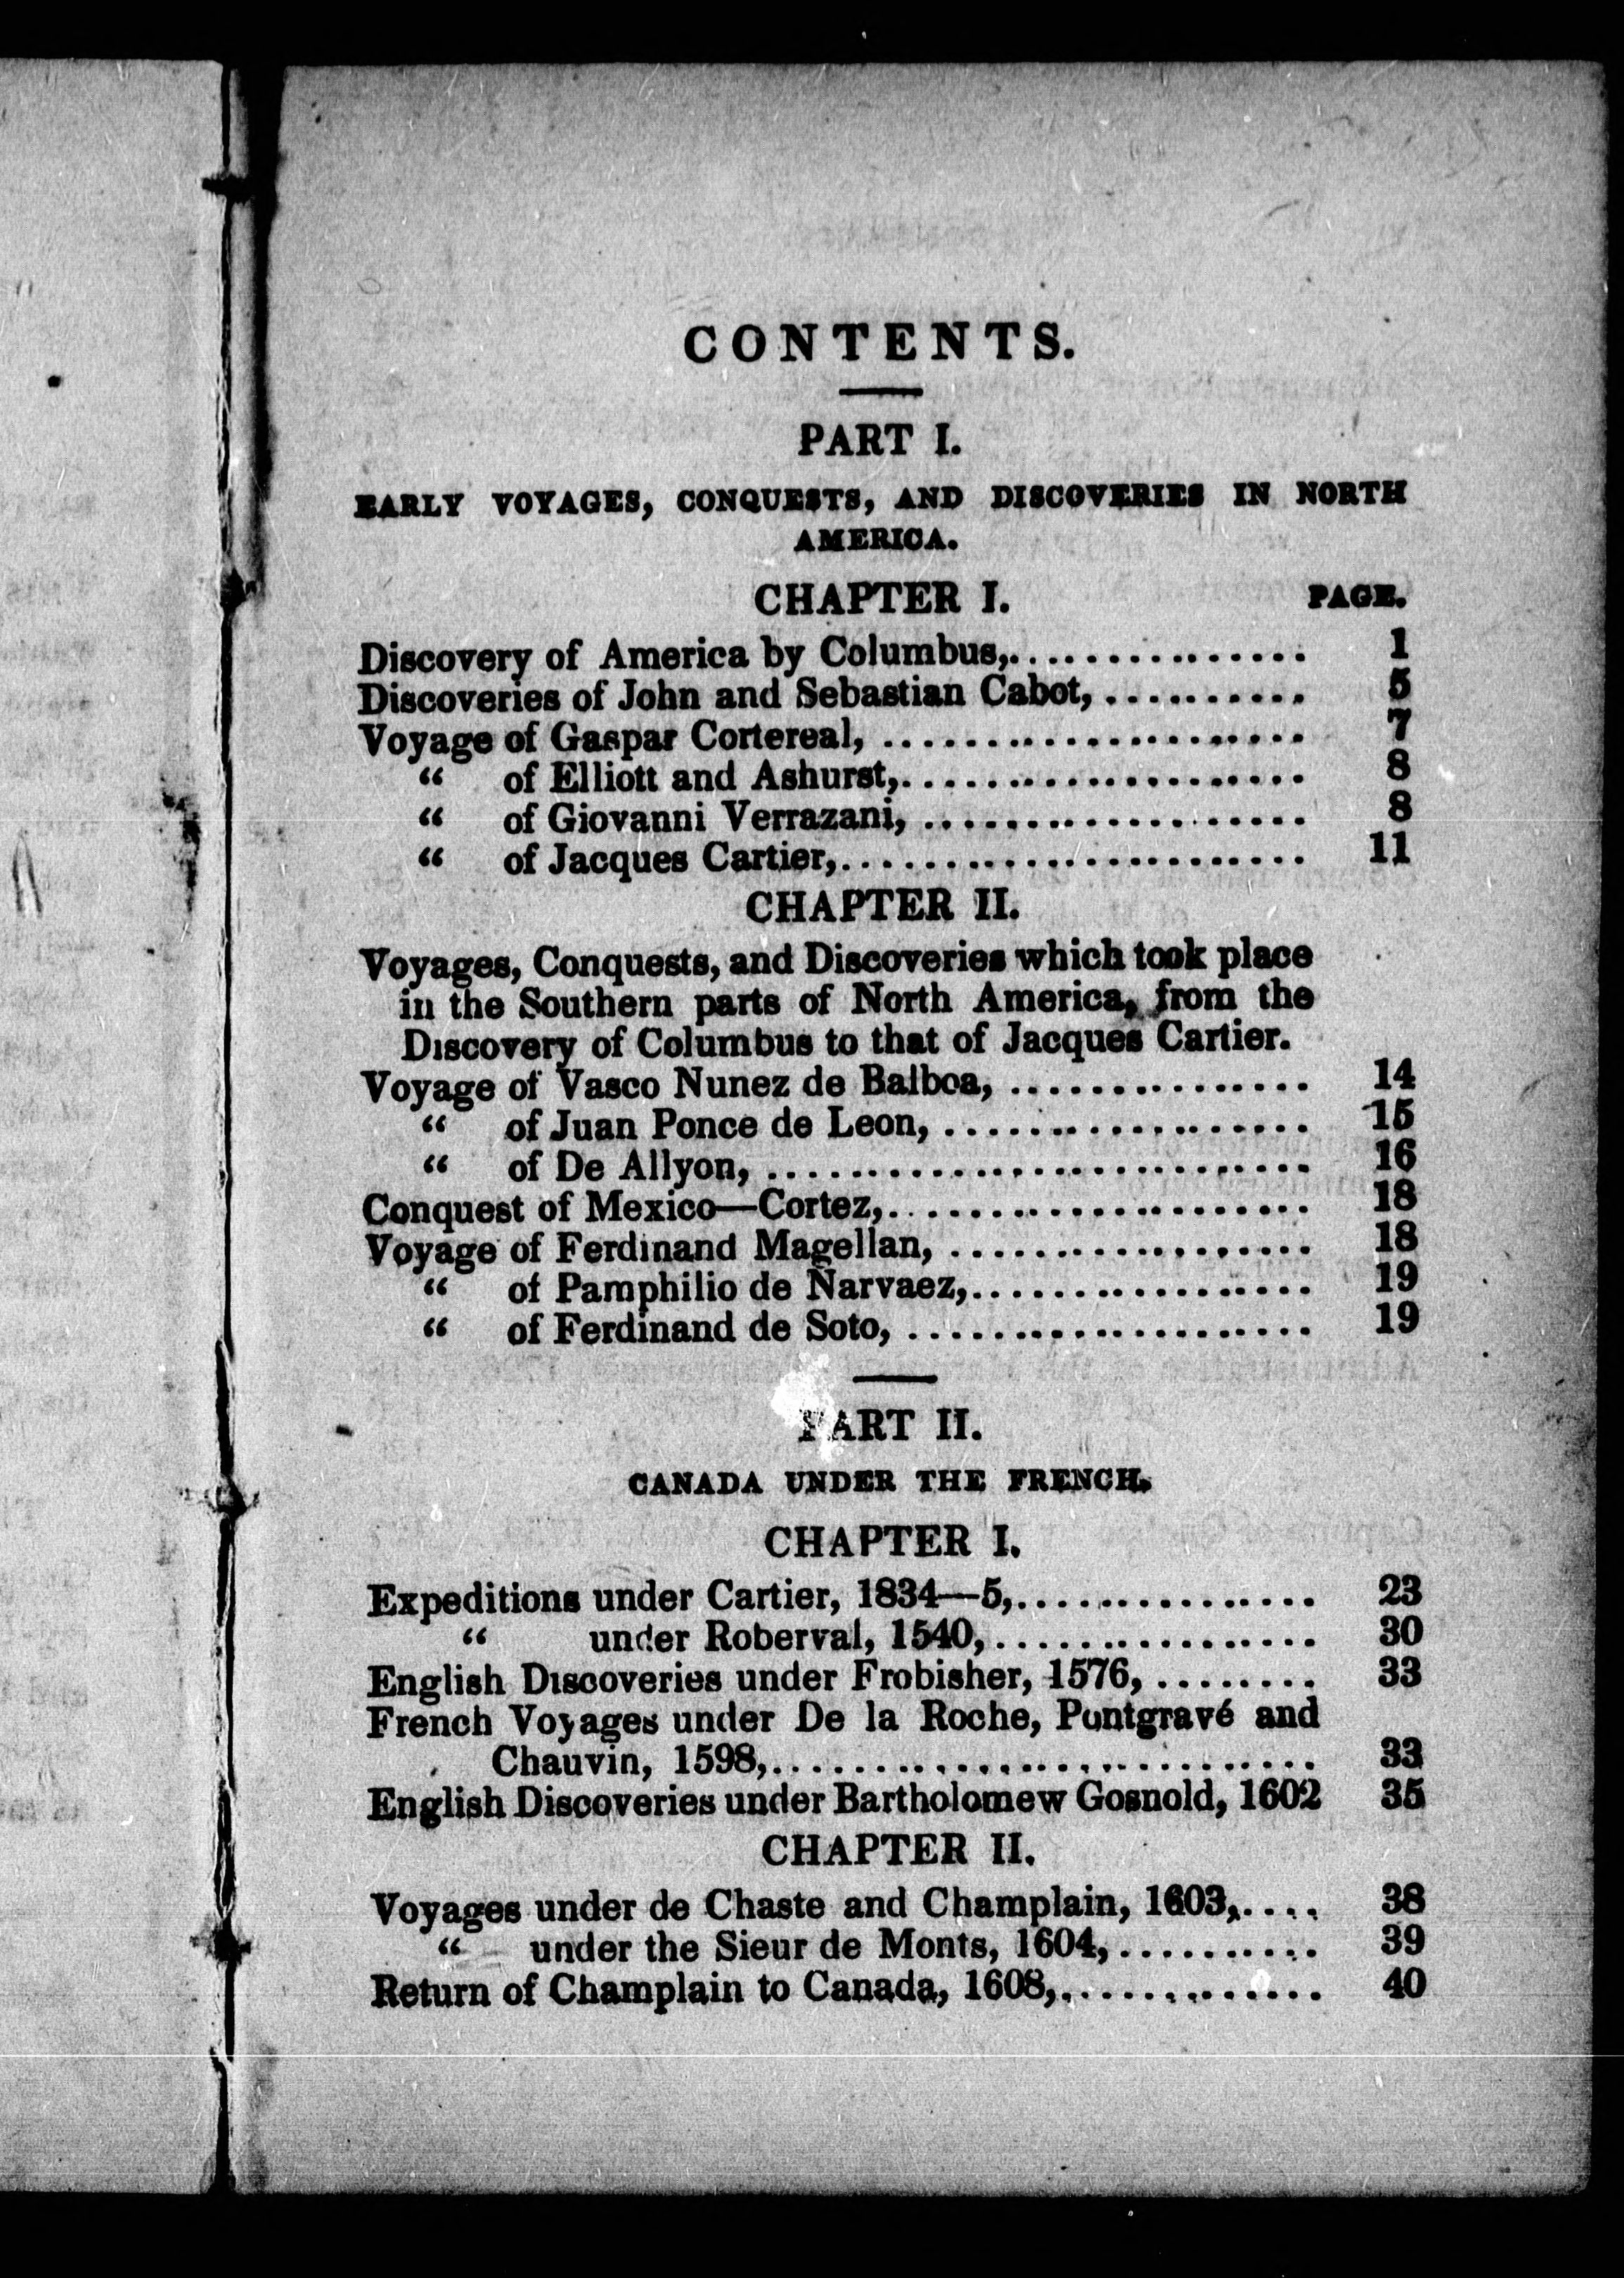 CONTENTS.
PART I.
EARLY VOYAGES, CONQUESTS, AND DISCOVERIES IN NORTH
AMERICA.
CHAPTER I. PAGE.
Discovery of America by Columbus,............... 1
Discoveries of John and Sebastian Cabot, .......... 5
Voyage of Gaspar Cortereal, ..................... 7
“ of Elliott and Ashurst,.................... 8
“ of Giovanni Verrazani, ................... 8
“ of Jacques Cartier,....................... 11
CHAPTER II.
Voyages, Conquests, and Discoveries which took place
in the Southern parts of North America, from the
Discovery of Columbus to that of Jacques Cartier.
Voyage of Vasco Nunez de Balboa, ............... 14
“ of Juan Ponce de Leon, .................. 15
“ of De Allyon, ........................... 16
Conquest of Mexico—Cortez,..................... 18
Voyage of Ferdinand Magellan, .................. 18
“ of Pamphilio de Narvaez,................. 19
“ of Ferdinand de Soto, .................... 19
PART II.
CANADA UNDER THE FRENCH.
CHAPTER I.
Expeditions under Cartier, 1834—5,............... 23
“ under Roberval, 1540,................ 30
English Discoveries under Frobisher, 1576, ........ 33
French Voyages under De la Roche, Pontgravé and
Chauvin, 1598,........................... 33
English Discoveries under Bartholomew Gosnold, 1602 35
CHAPTER II.
Voyages under de Chaste and Champlain, 1603,.... 38
“ under the Sieur de Monts, 1604,.......... 39
Return of Champlain to Canada, 1608,............. 40